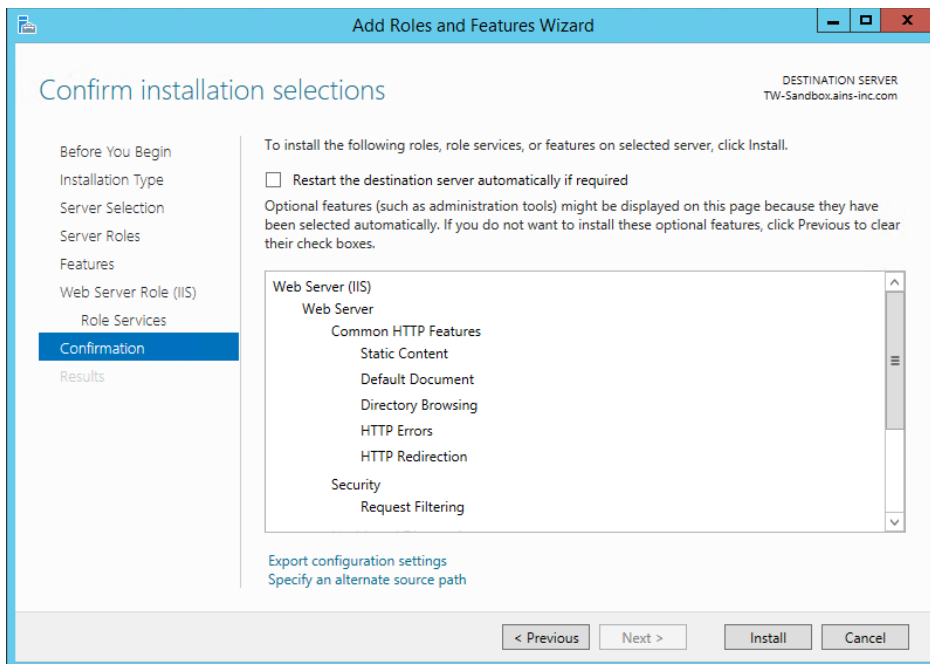 Add Roles and Features Wizard
Confirm installation selections
DESTINATION SERVER
TW-Sandbox.ains-inc.com
Before You Begin
Installation Type
Server Selection
Server Roles
Features
Web Server Role (IIS)
Role Services
Confirmation
Results
To install the following roles, role services, or features on selected server, click Install.
Restart the destination server automatically if required
Optional features (such as administration tools) might be displayed on this page because they have
been selected automatically. If you do not want to install these optional features, click Previous to clear
their check boxes.
Web Server (IIS)
Web Server
Common HTTP Features
Static Content
Default Document
Directory Browsing
HTTP Errors
HTTP Redirection
Security
Request Filtering
Export configuration settings
Specify an alternate source path
< Previous
Next >
Install
Cancel